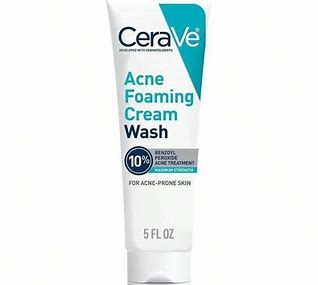 CeraVe
DEVELOPED WITH DERMATOLOGISTS
Acne
Foaming
Cream
Wash
10%
BENZOYL
PEROXIDE
ACNE TREATMENT
MAXIMUM STRENGTH
FOR ACNE-PRONE SKIN
5 FL OZ